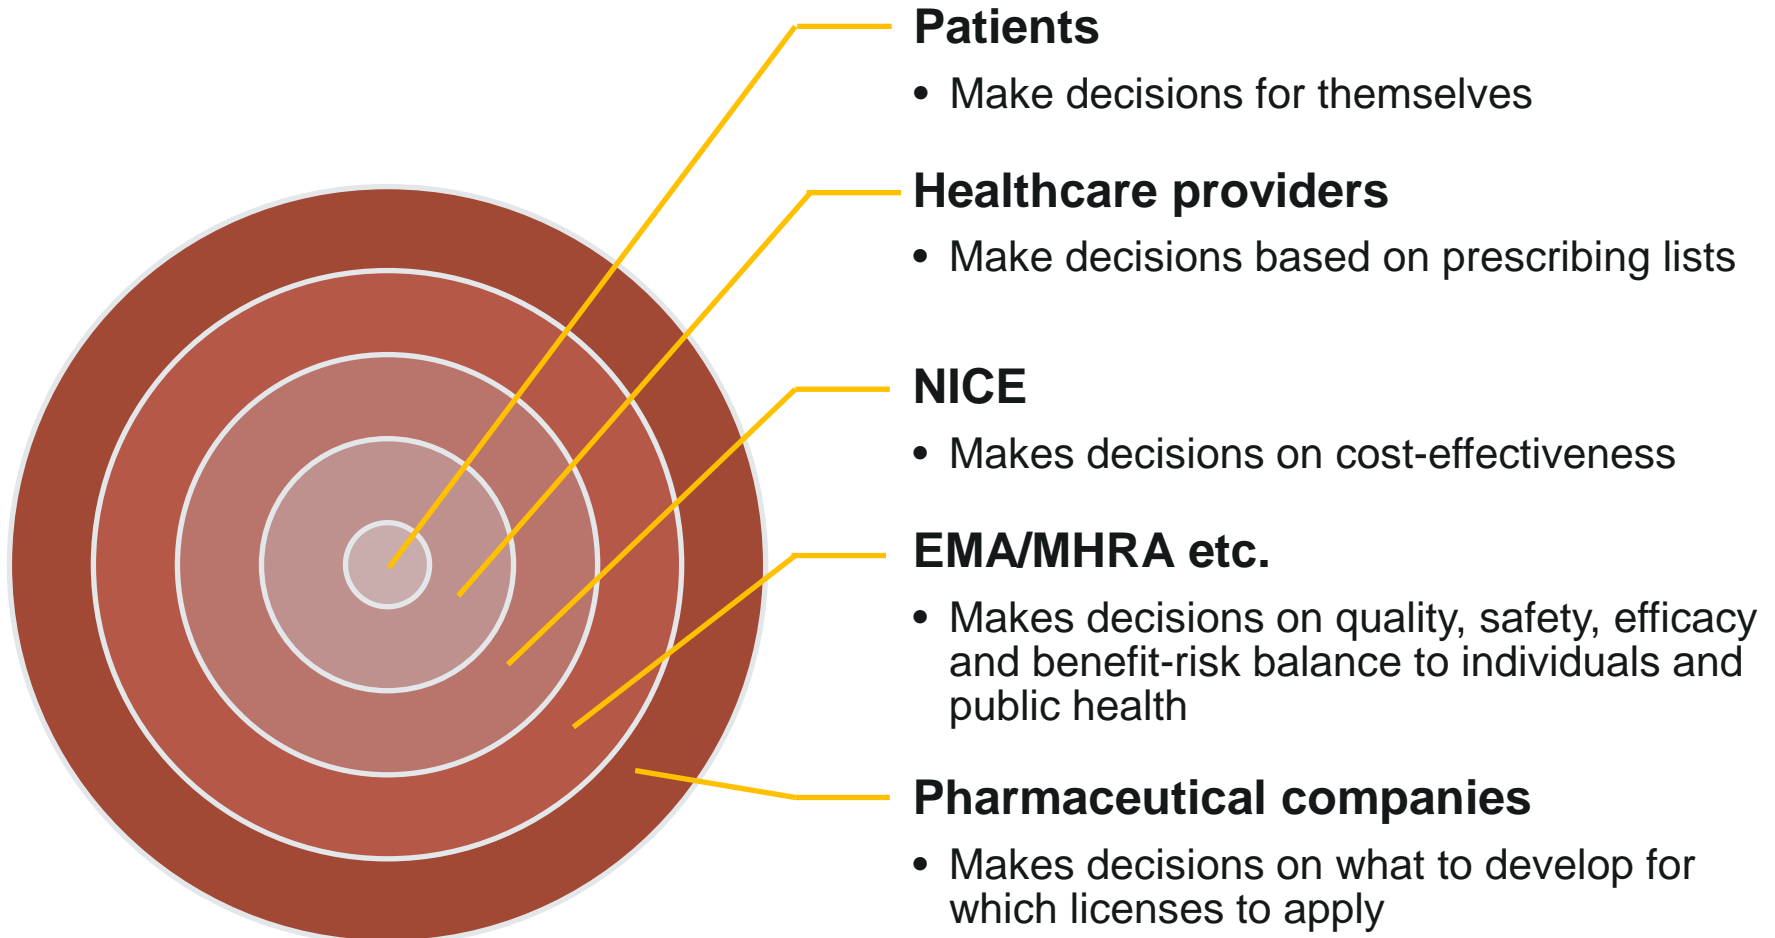 Patients
• Make decisions for themselves
Healthcare providers
• Make decisions based on prescribing lists
NICE
• Makes decisions on cost-effectiveness
EMA/MHRA etc.
• Makes decisions on quality, safety, efficacy
and benefit-risk balance to individuals and
public health
Pharmaceutical companies
• Makes decisions on what to develop for
which licenses to apply